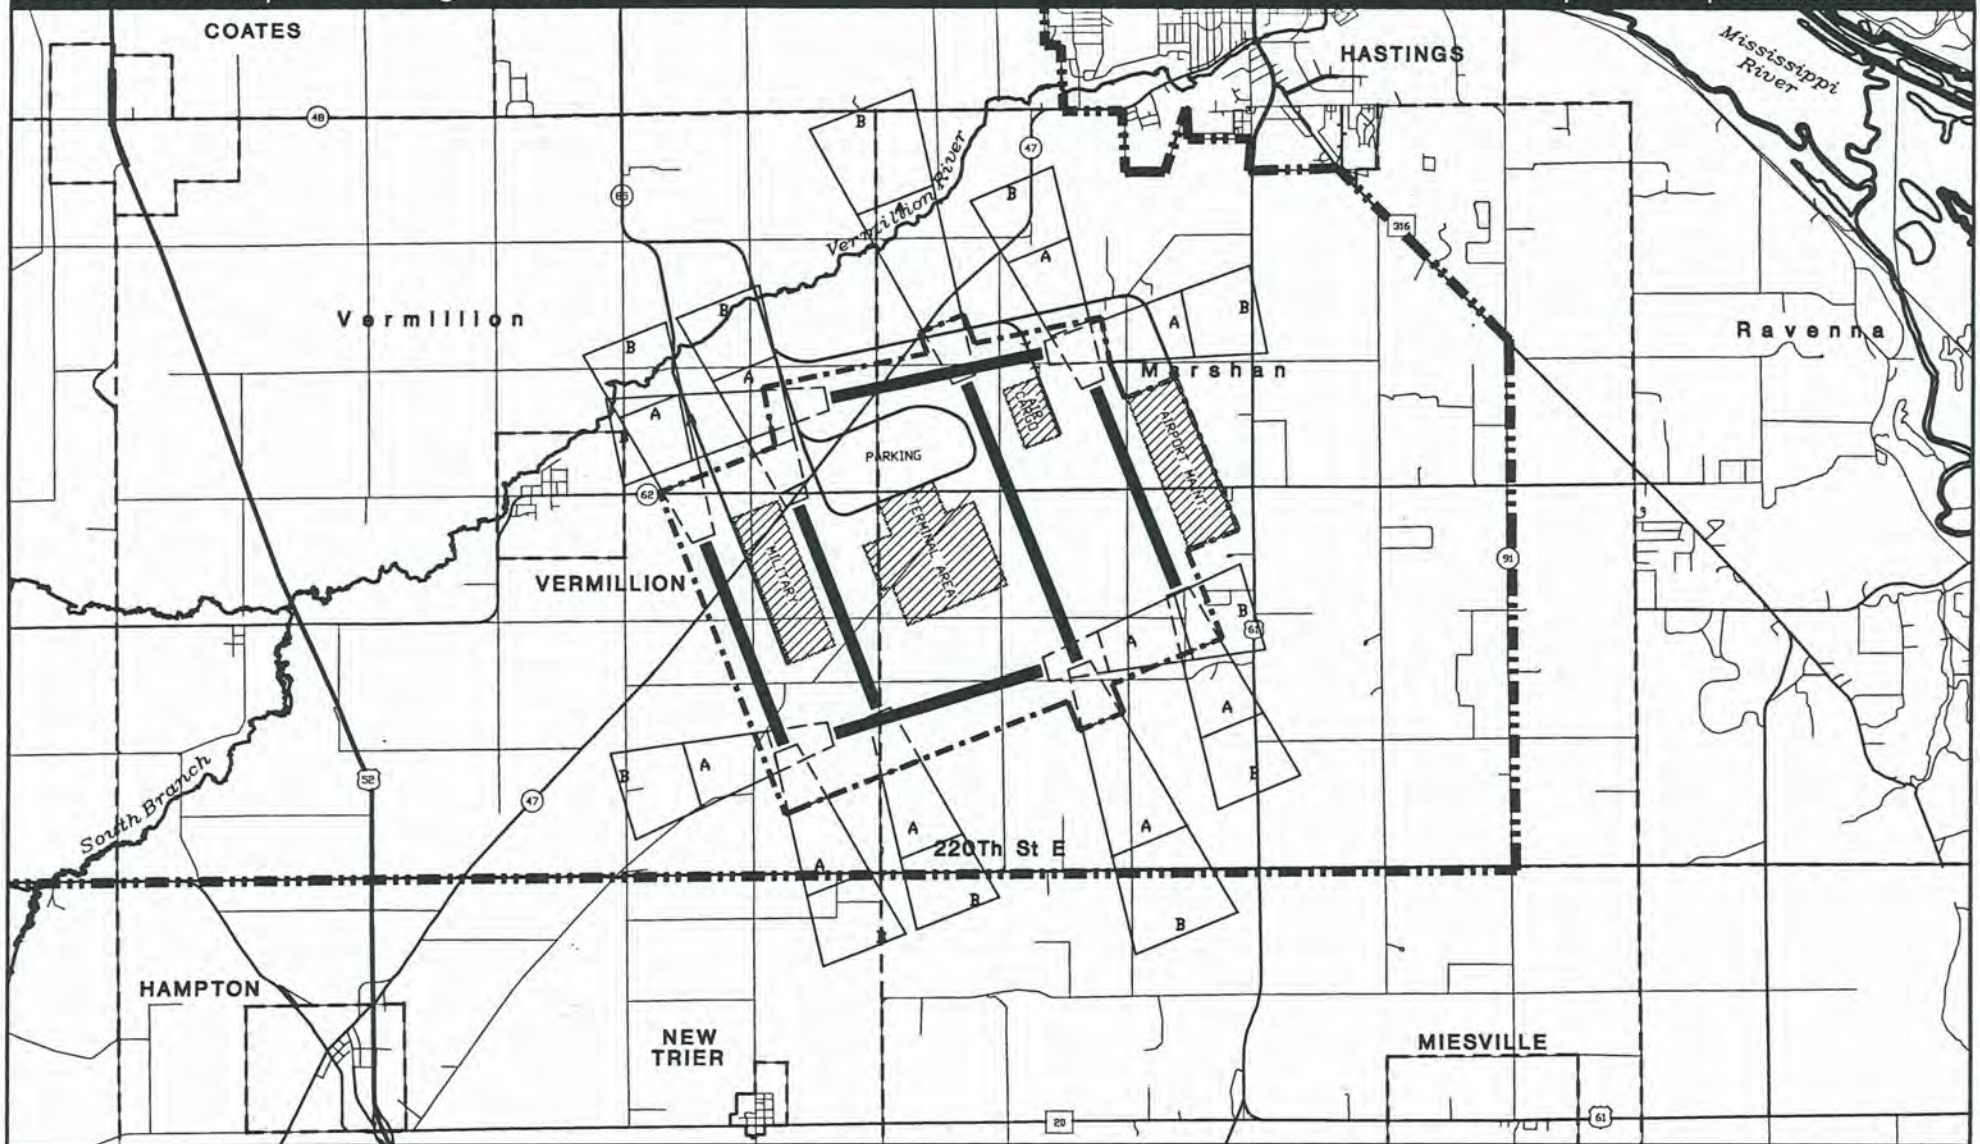 COATES
HASTINGS
Mississippi
River
48
B
Vermillion River
47
B
65
316
A
A
B
B
A
B
B
Vermillion
Ravenna
A
Marshan
A
AIR
CARGO
AIRPORT MAINT.
PARKING
62
MILITARY
TERMINAL AREA
91
VERMILLION
B
61
A
A
B
A
B
52
South Branch
47
A
A
220Th St E
A
B
B
B
HAMPTON
NEW
TRIER
MIESVILLE
20
61